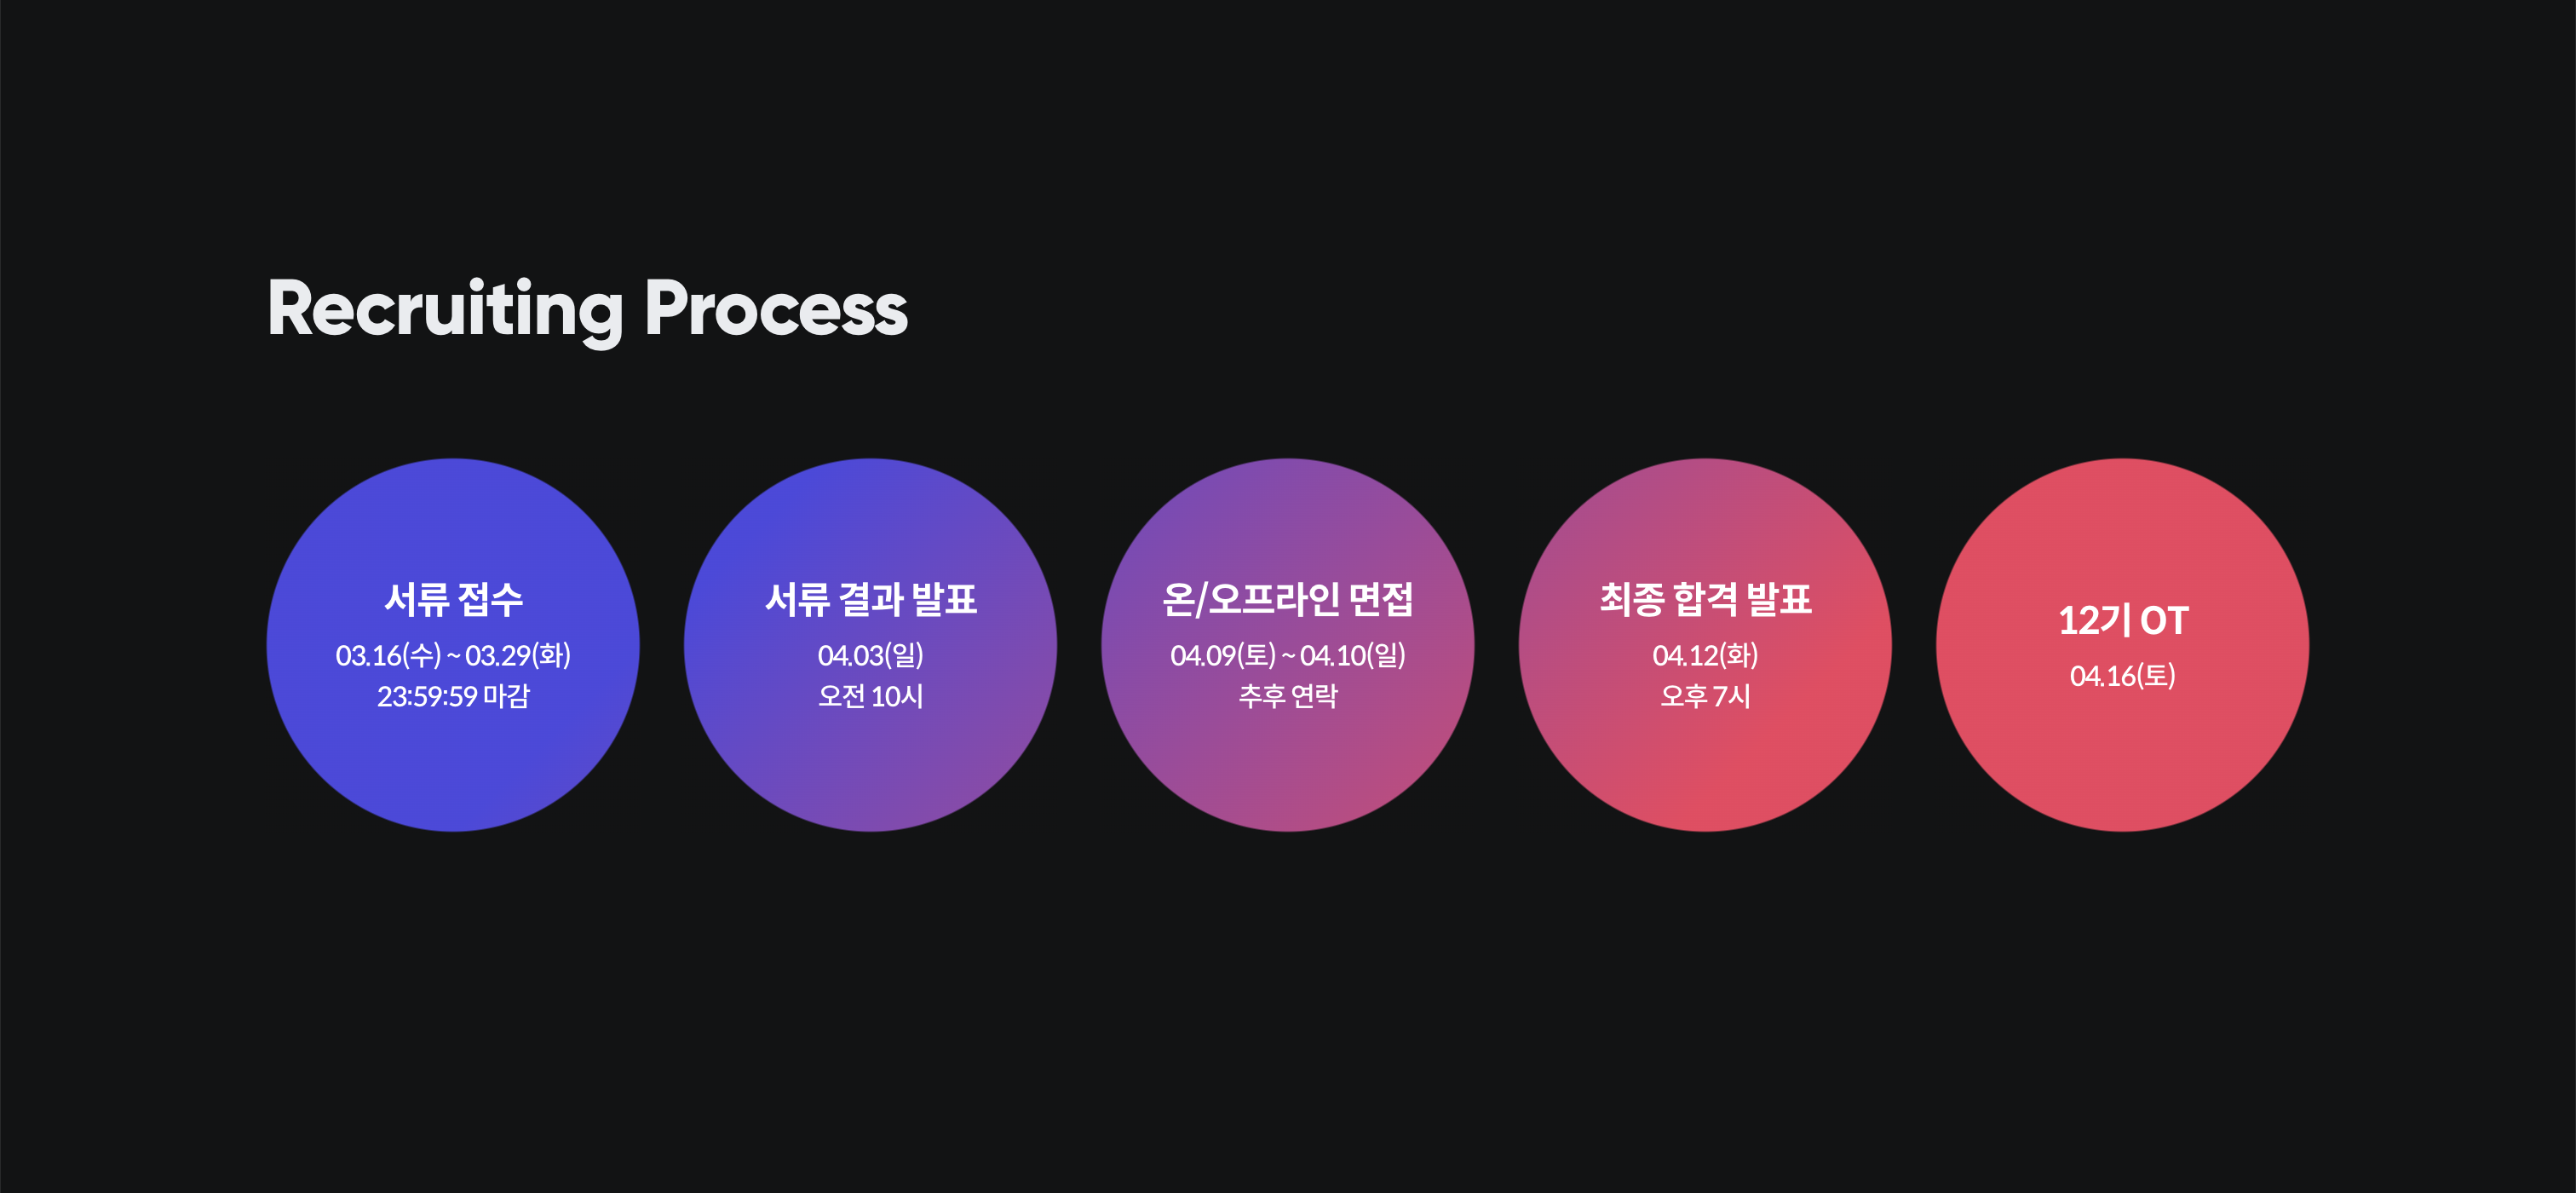 Recruiting Process
서류 접수
03.16(수) ~ 03.29(화)
23:59:59 마감
서류 결과 발표
04.03(일)
오전 10시
온/오프라인 면접
04.09(토) ~ 04.10(일)
추후 연락
최종 합격 발표
04.12(화)
오후 7시
12기 OT
04.16(토)